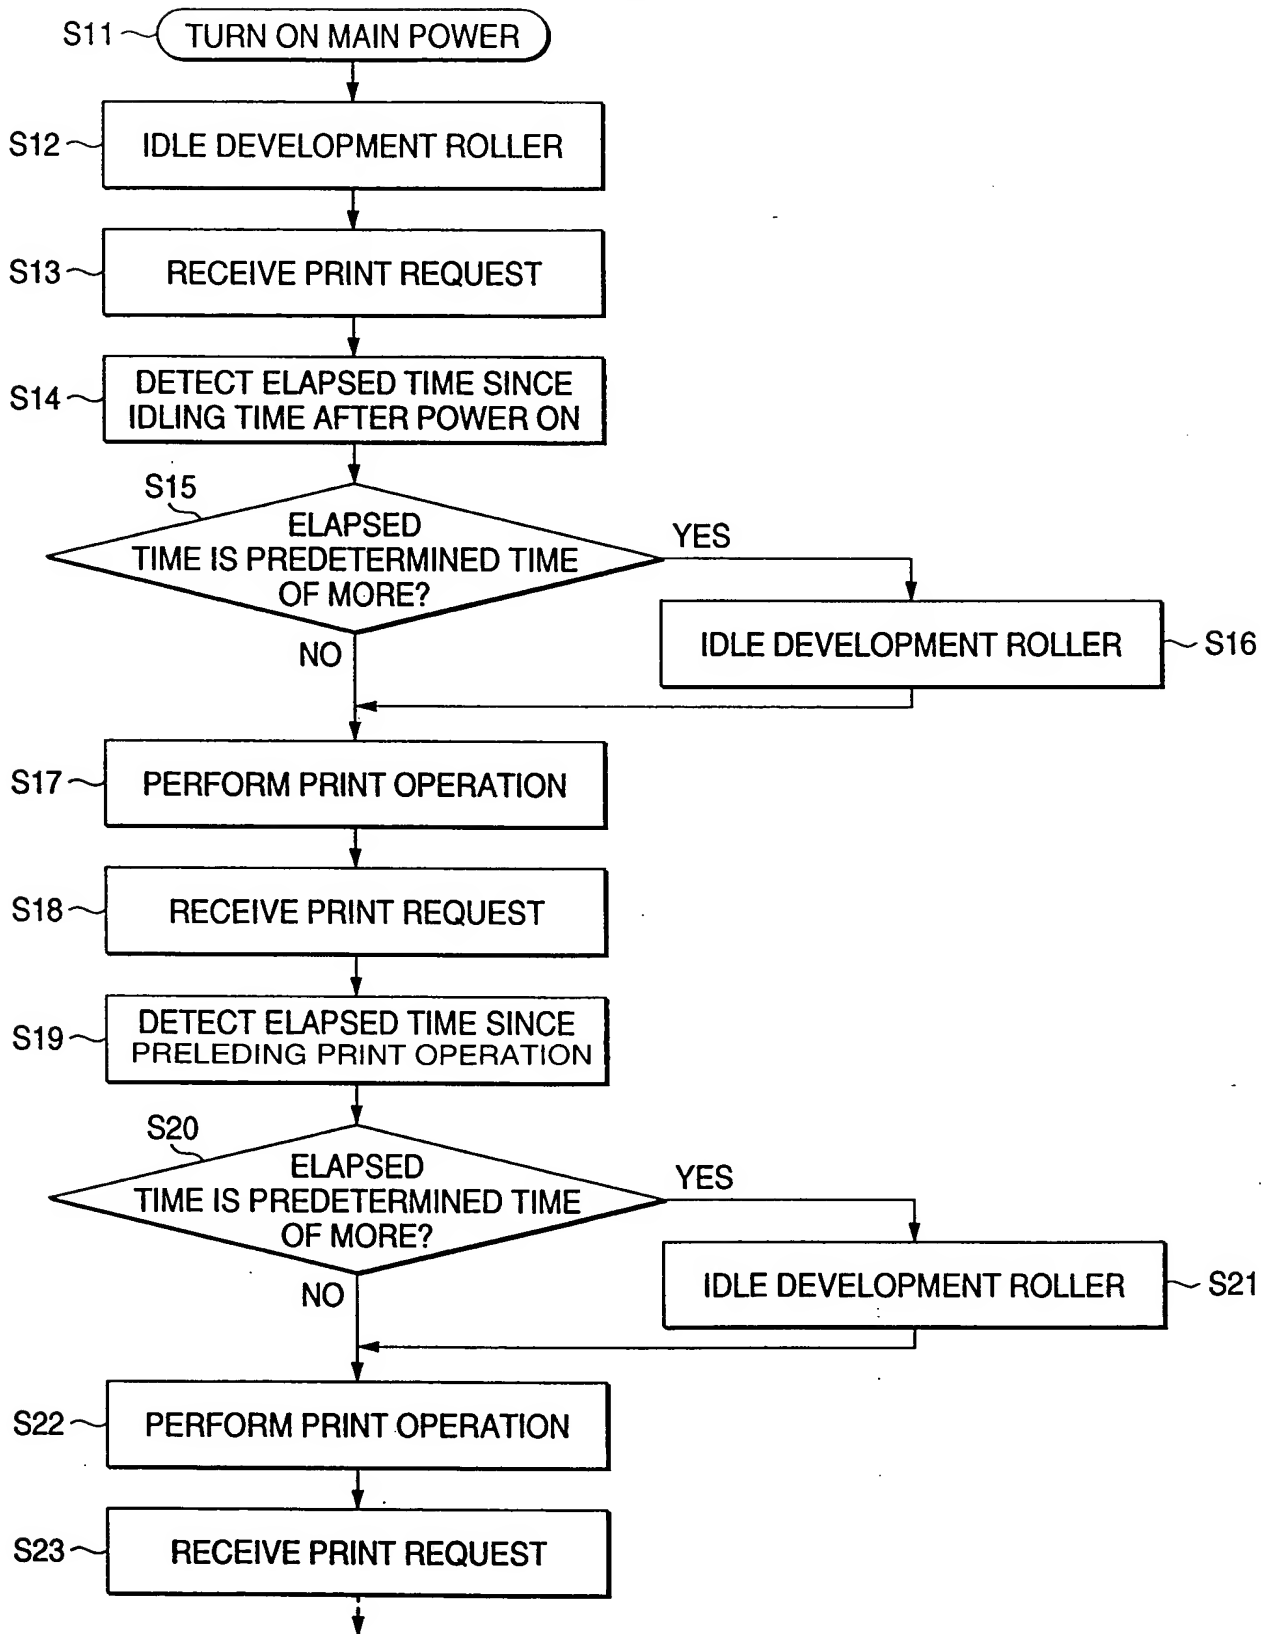 S11 TURN ON MAIN POWER
S12 IDLE DEVELOPMENT ROLLER
S13 RECEIVE PRINT REQUEST
S14 DETECT ELAPSED TIME SINCE
IDLING TIME AFTER POWER ON
S15
ELAPSED
TIME IS PREDETERMINED TIME
OF MORE?
YES
NO
IDLE DEVELOPMENT ROLLER S16
S17 PERFORM PRINT OPERATION
S18 RECEIVE PRINT REQUEST
S19 DETECT ELAPSED TIME SINCE
PRELEDING PRINT OPERATION
S20
ELAPSED
TIME IS PREDETERMINED TIME
OF MORE?
YES
NO
IDLE DEVELOPMENT ROLLER S21
S22 PERFORM PRINT OPERATION
S23 RECEIVE PRINT REQUEST